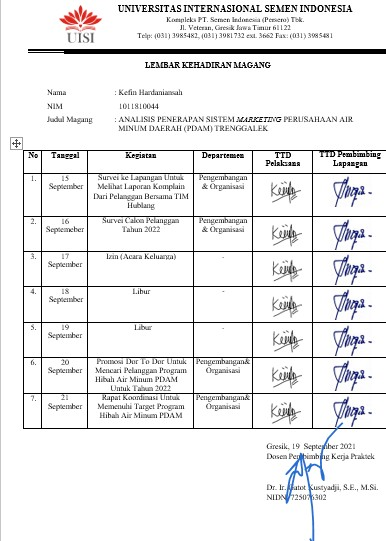 UISI
UNIVERSITAS INTERNASIONAL SEMEN INDONESIA
Kompleks PT. Semen Indonesia (Persero) Tbk.
Jl. Veteran, Gresik Jawa Timur 61122
Telp: (031) 3985482, (031) 3981732 ext. 3662 Fax: (031) 3985481
LEMBAR KEHADIRAN MAGANG
Nama : Kefin Hardaniansah
NIM 1011810044
Judul Magang : ANALISIS PENERAPAN SISTEM MARKETING PERUSAHAAN AIR
MINUM DAERAH (PDAM) TRENGGALEK
No Tanggal Kegiatan Departemen TTD Pelaksana TTD Pembimbing Lapangan
1. 15 September Survei ke Lapangan Untuk Melihat Laporan Komplain Dari Pelanggan Bersama TIM Hublang Pengembangan & Organisasi
2. 16 Septemeber Survei Calon Pelanggan Tahun 2022 Pengembangan & Organisasi
3. 17 September Izin (Acara Keluarga) -
4. 18 September Libur -
5. 19 September Libur -
6. 20 September Promosi Dor To Dor Untuk Mencari Pelanggan Program Hibah Air Minum PDAM Untuk Tahun 2022 Pengembangan& Organisasi
7. 21 September Rapat Koordinasi Untuk Memenuhi Target Program Hibah Air Minum PDAM Pengembangan& Organisasi
Gresik, 19 September 2021
Dosen Pembimbing Kerja Praktek
Dr. Ir. Gatot Kustyadji, S.E., M.Si.